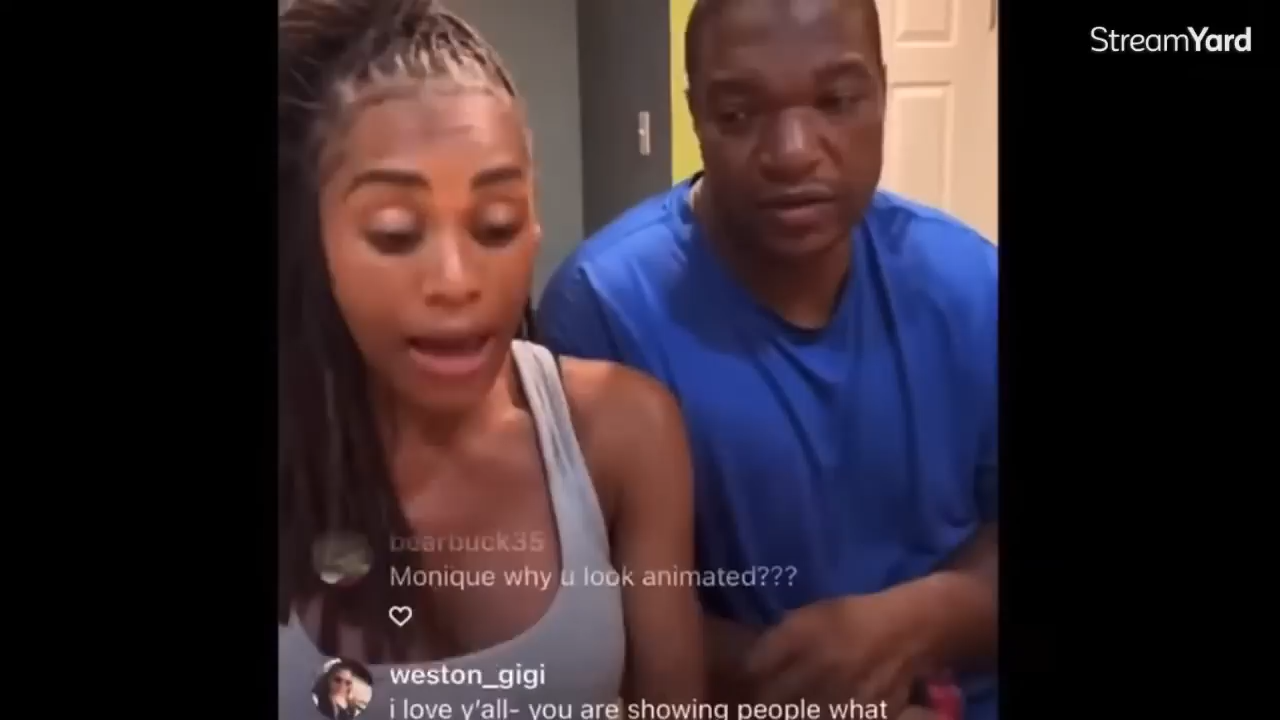 StreamYard
bearbuck35
Monique why u look animated???
weston_gigi
i love y'all- you are showing people what